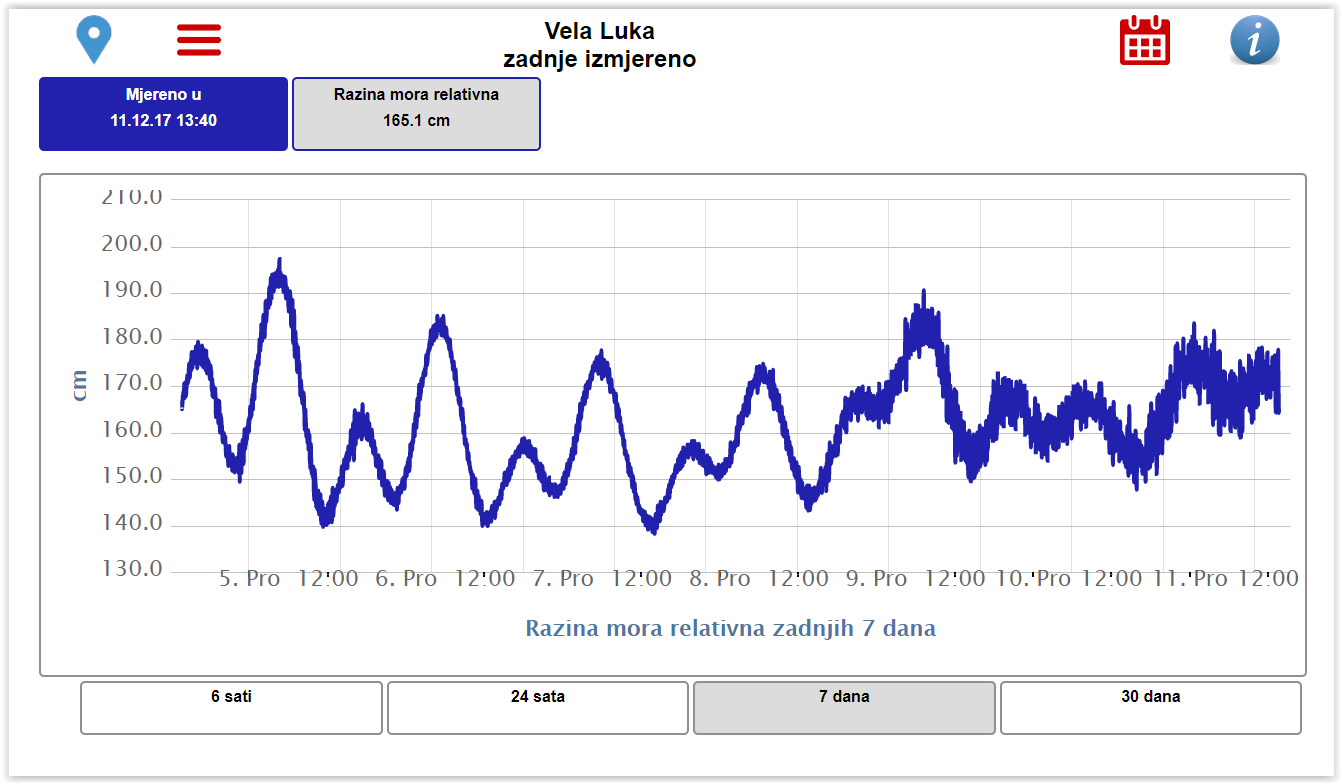 Vela Luka
zadnje izmjereno
Mjereno u
11.12.17 13:40
Razina mora relativna
165.1 cm
210.0
200.0
190.0
180.0
170.0
160.0
150.0
140.0
130.0
cm
5. Pro 12:00 6. Pro 12:00 7. Pro 12:00 8. Pro 12:00 9. Pro 12:00 10. Pro 12:00 11. Pro 12:00
Razina mora relativna zadnjih 7 dana
6 sati
24 sata
7 dana
30 dana